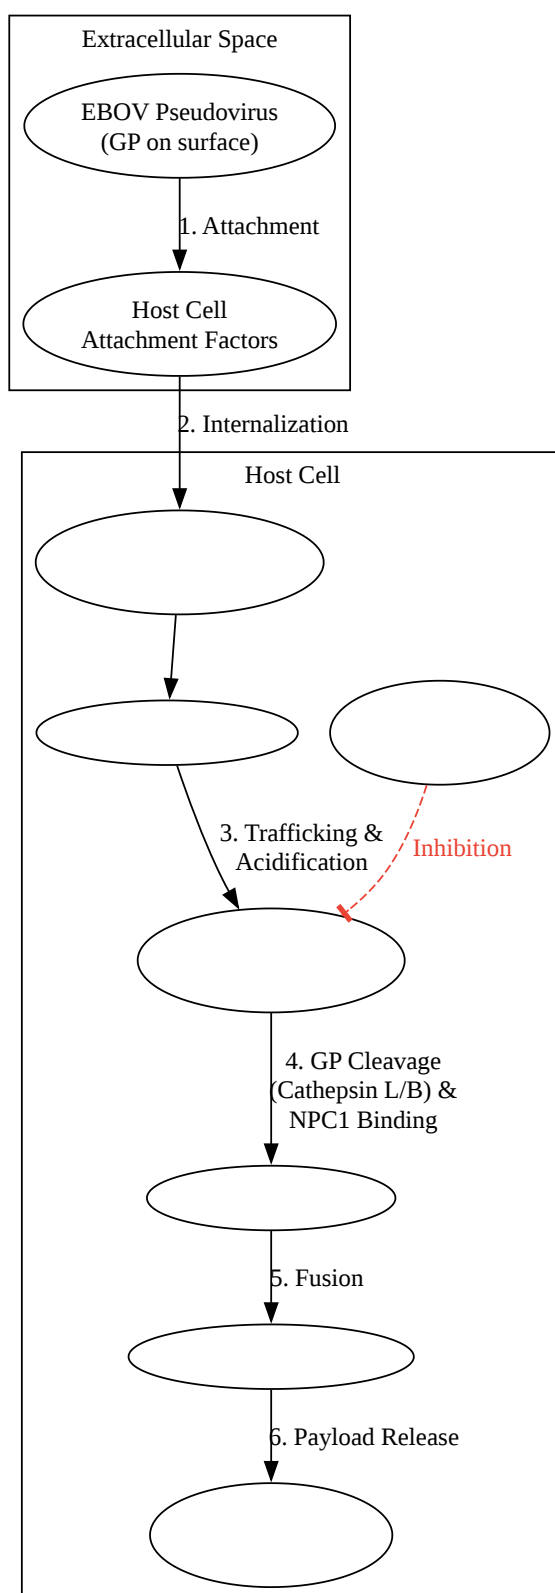 Extracellular Space
EBOV Pseudovirus
(GP on surface)
1. Attachment
Host Cell
Attachment Factors
2. Internalization
Host Cell
3. Trafficking &
Acidification
Inhibition
4. GP Cleavage
(Cathepsin L/B) &
NPC1 Binding
5. Fusion
6. Payload Release